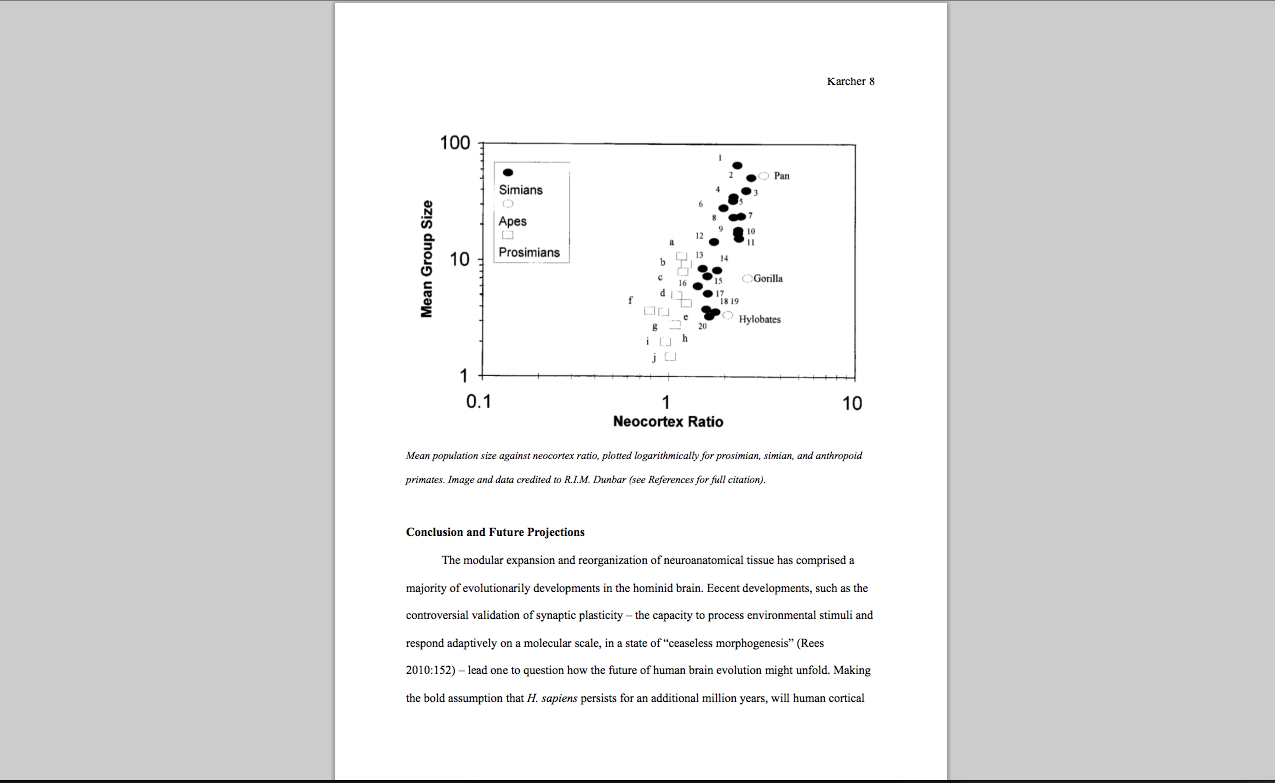 Karcher 8
100
1
2
Pan
4
3
Simians
6
5
8
7
Apes
9
10
12
11
a
Prosimians
10
13
14
b
c
15
Gorilla
16
d
17
f
18 19
e
Hylobates
g
20
h
i
j
1
0.1
1
10
Mean Group Size
Neocortex Ratio
Mean population size against neocortex ratio, plotted logarithmically for prosimian, simian, and anthropoid
primates. Image and data credited to R.I.M. Dunbar (see References for full citation).
Conclusion and Future Projections
The modular expansion and reorganization of neuroanatomical tissue has comprised a
majority of evolutionarily developments in the hominid brain. Eecent developments, such as the
controversial validation of synaptic plasticity – the capacity to process environmental stimuli and
respond adaptively on a molecular scale, in a state of “ceaseless morphogenesis” (Rees
2010:152) – lead one to question how the future of human brain evolution might unfold. Making
the bold assumption that H. sapiens persists for an additional million years, will human cortical